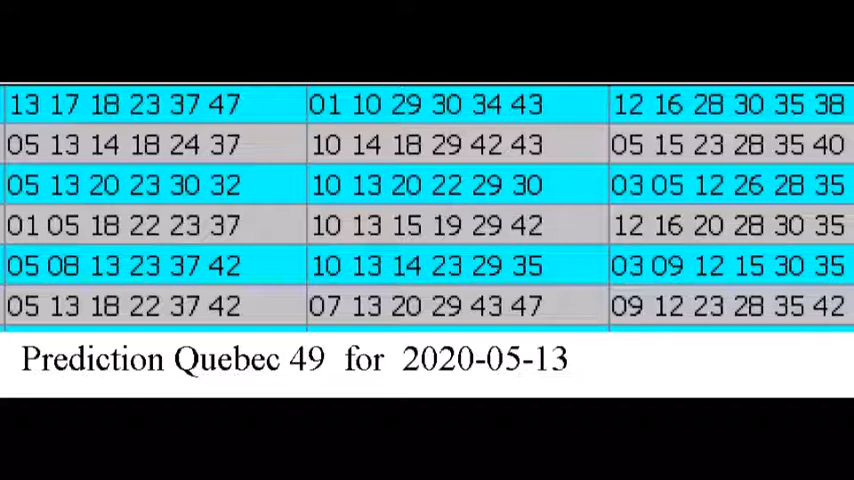 13 17 18 23 37 47 01 10 29 30 34 43 12 16 28 30 35 38
05 13 14 18 24 37 10 14 18 29 42 43 05 15 23 28 35 40
05 13 20 23 30 32 10 13 20 22 29 30 03 05 12 26 28 35
01 05 18 22 23 37 10 13 15 19 29 42 12 16 20 28 30 35
05 08 13 23 37 42 10 13 14 23 29 35 03 09 12 15 30 35
05 13 18 22 37 42 07 13 20 29 43 47 09 12 23 28 35 42
Prediction Quebec 49 for 2020-05-13